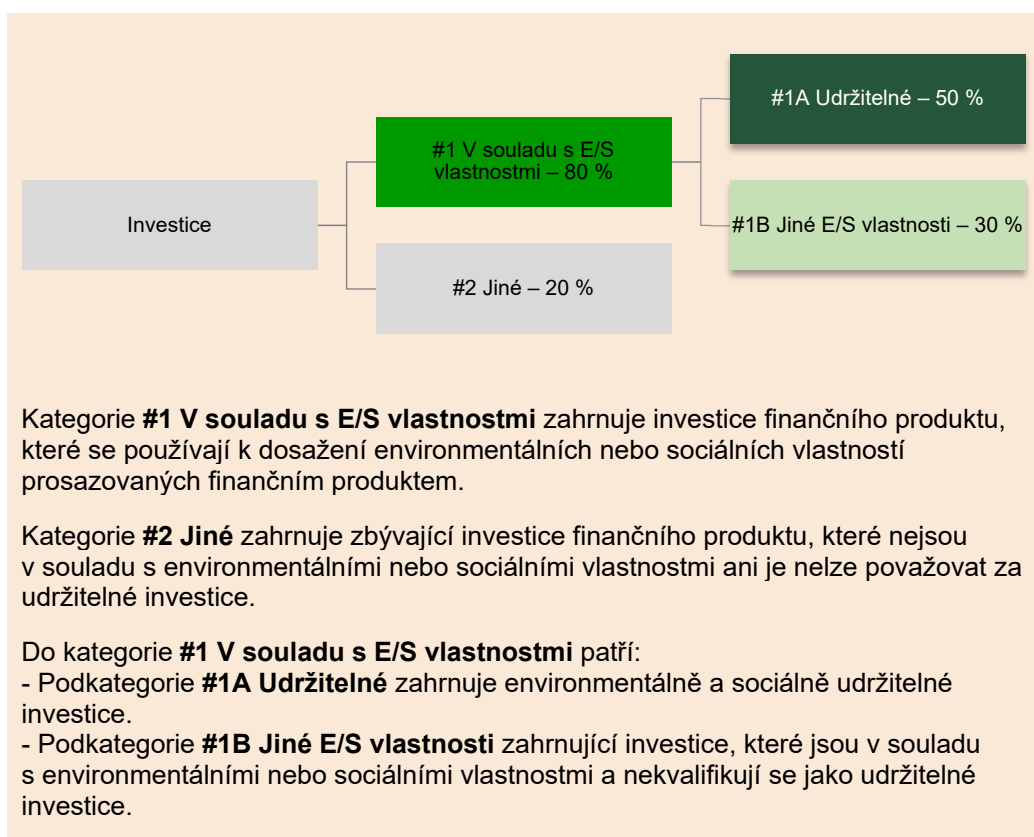 #1A Udržitelné – 50 %
#1 V souladu s E/S
vlastnostmi – 80 %
Investice
#1B Jiné E/S vlastnosti – 30 %
#2 Jiné – 20 %
Kategorie #1 V souladu s E/S vlastnostmi zahrnuje investice finančního produktu,
které se používají k dosažení environmentálních nebo sociálních vlastností
prosazovaných finančním produktem.
Kategorie #2 Jiné zahrnuje zbývající investice finančního produktu, které nejsou
v souladu s environmentálními nebo sociálními vlastnostmi ani je nelze považovat za
udržitelné investice.
Do kategorie #1 V souladu s E/S vlastnostmi patří:
- Podkategorie #1A Udržitelné zahrnuje environmentálně a sociálně udržitelné
investice.
- Podkategorie #1B Jiné E/S vlastnosti zahrnující investice, které jsou v souladu
s environmentálními nebo sociálními vlastnostmi a nekvalifikují se jako udržitelné
investice.